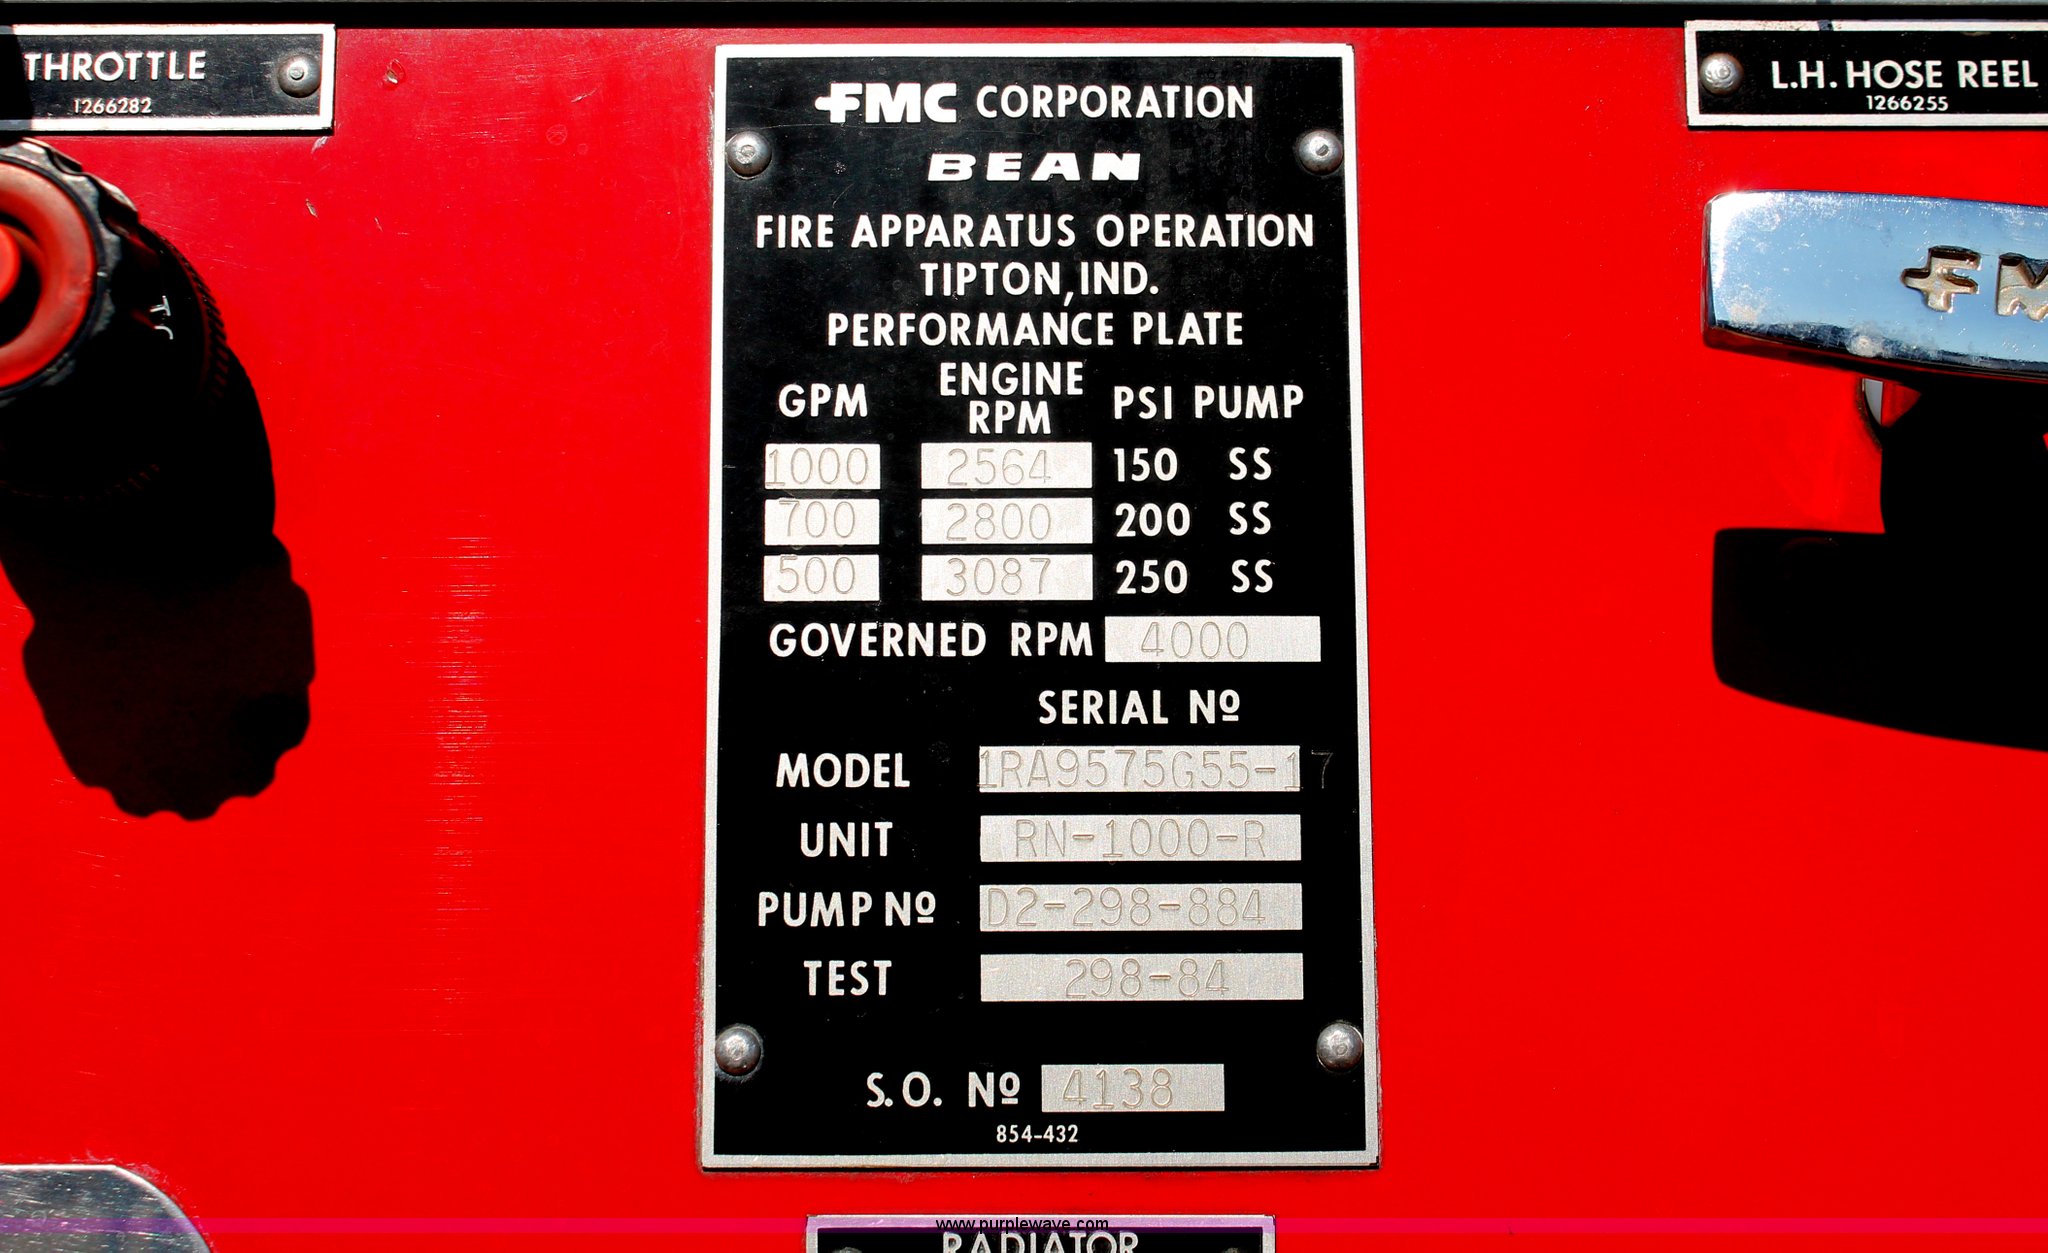 THROTTLE
1266282
FMC CORPORATION
BEAN
FIRE APPARATUS OPERATION
TIPTON, IND.
PERFORMANCE PLATE
GPM ENGINE RPM PSI PUMP
1000 2564 150 SS
700 2800 200 SS
500 3087 250 SS
GOVERNED RPM 4000
SERIAL Nº
MODEL 1RA9575G55-17
UNIT RN-1000-R
PUMP Nº D2-298-884
TEST 298-84
S.O. Nº 4138
854-432
L.H. HOSE REEL
1266255
FM
www.purplewave.com
RADIATOR